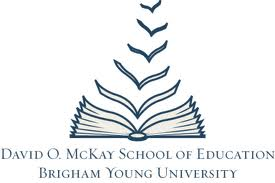 David O. McKay School of Education
Brigham Young University